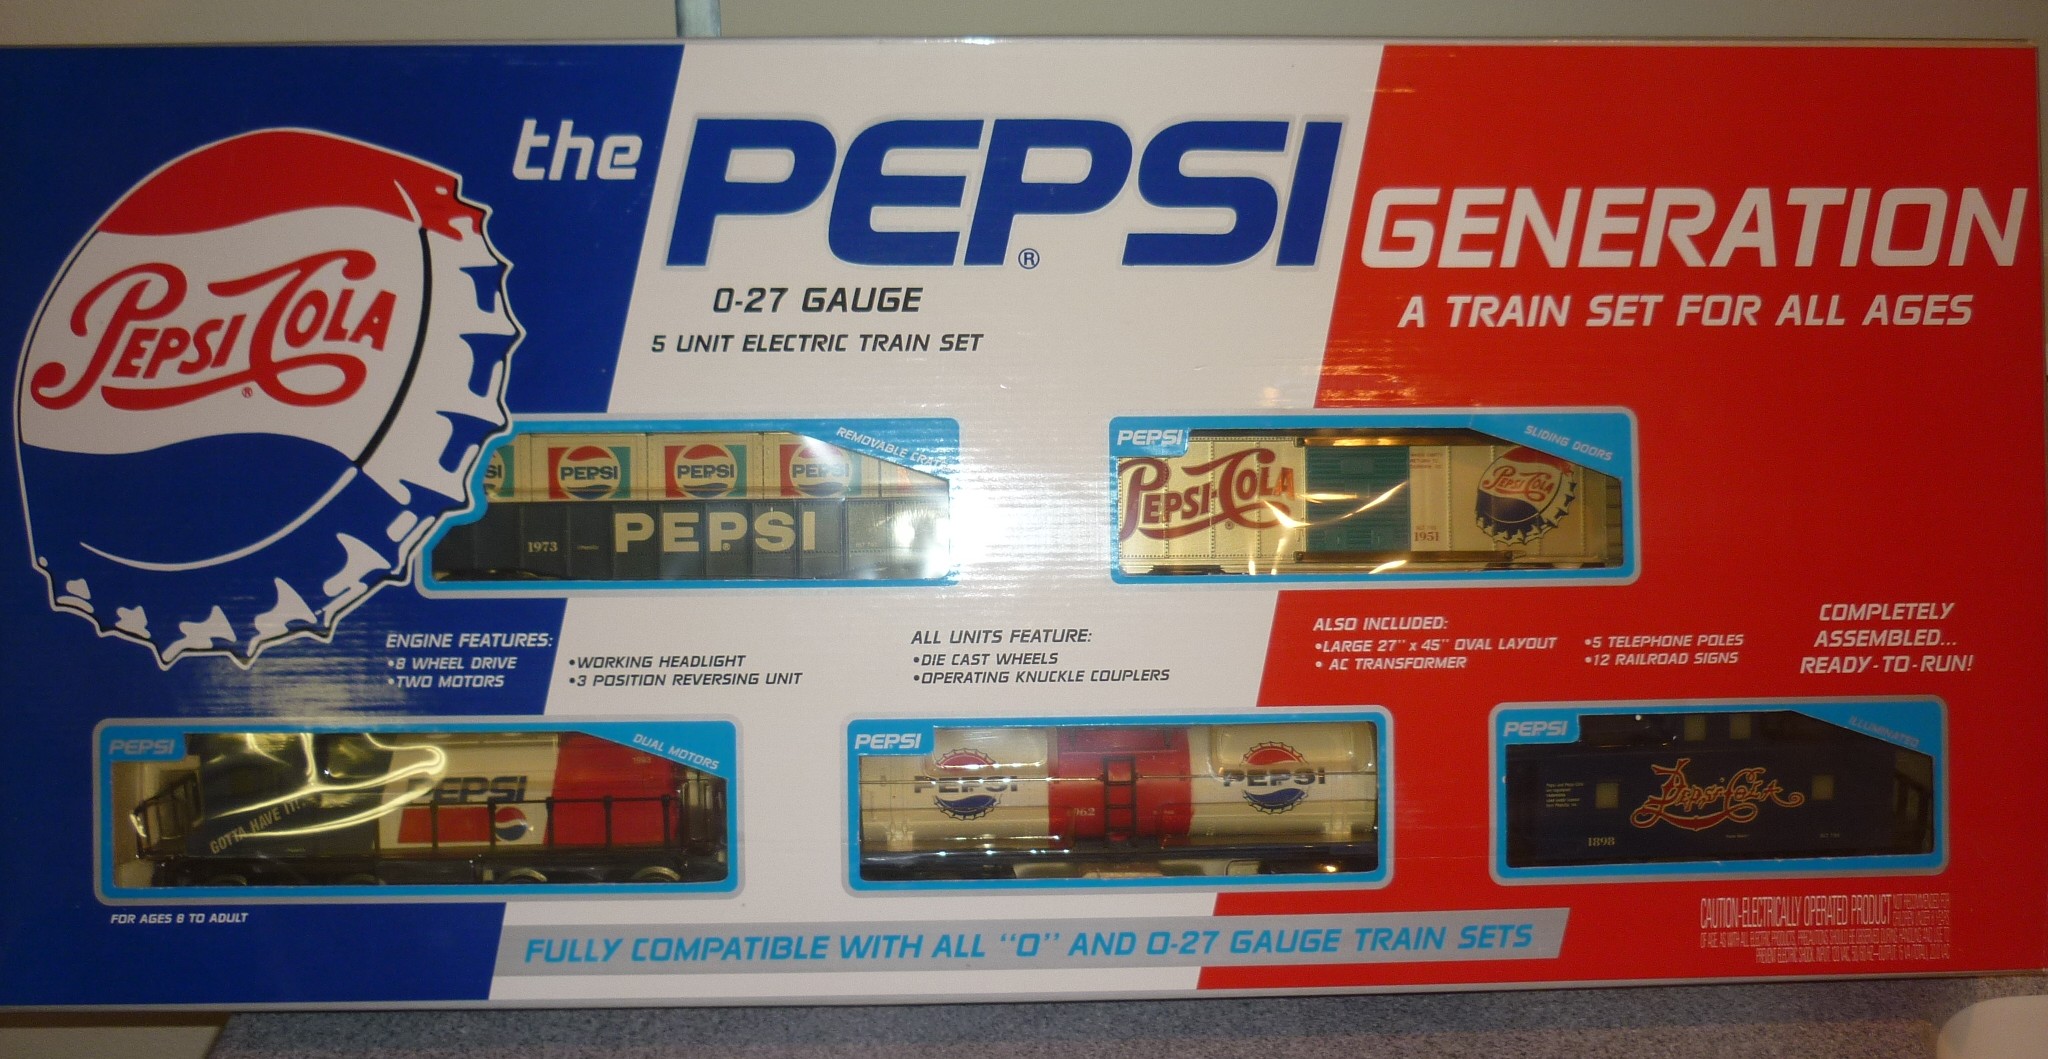 the PEPSI®
GENERATION
A TRAIN SET FOR ALL AGES
0-27 GAUGE
5 UNIT ELECTRIC TRAIN SET
PEPSI COLA
®
REMOVABLE
PEPSI
PEPSI
PEPSI
1973
PEPSI
PEPSI
SLIDING DOORS
PEPSI-COLA
PEPSI-COLA
1951
ENGINE FEATURES:
•8 WHEEL DRIVE
•TWO MOTORS
•WORKING HEADLIGHT
•3 POSITION REVERSING UNIT
ALL UNITS FEATURE:
•DIE CAST WHEELS
•OPERATING KNUCKLE COUPLERS
ALSO INCLUDED:
•LARGE 27" x 45" OVAL LAYOUT
• AC TRANSFORMER
•5 TELEPHONE POLES
•12 RAILROAD SIGNS
COMPLETELY
ASSEMBLED...
READY-TO-RUN!
PEPSI
DUAL MOTORS
PEPSI
GOTTA HAVE IT!
PEPSI
PEPSI
PEPSI
PEPSI
ILLUMINATED
Pepsi-Cola
1898
FOR AGES 8 TO ADULT
FULLY COMPATIBLE WITH ALL "O" AND 0-27 GAUGE TRAIN SETS
CAUTION-ELECTRICALLY OPERATED PRODUCT